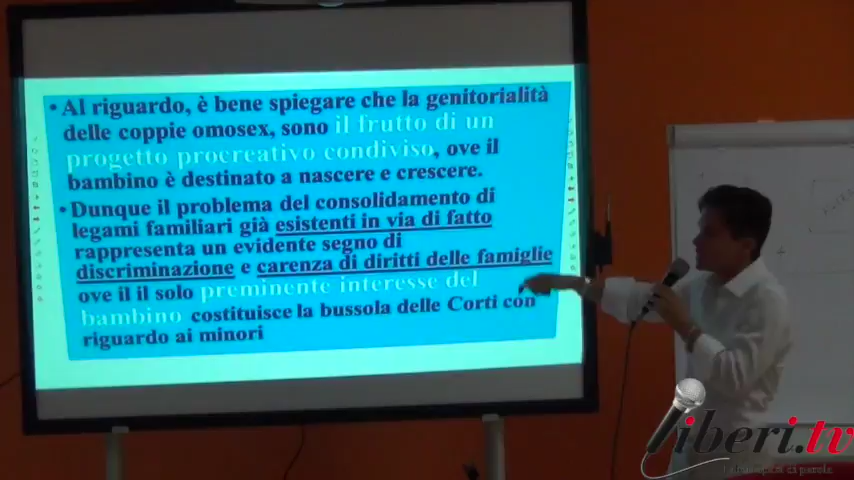 • Al riguardo, è bene spiegare che la genitorialità
delle coppie omosex, sono il frutto di un
progetto procreativo condiviso, ove il
bambino è destinato a nascere e crescere.
• Dunque il problema del consolidamento di
legami familiari già esistenti in via di fatto
rappresenta un evidente segno di
discriminazione e carenza di diritti delle famiglie
ove il il solo preminente interesse del
bambino costituisce la bussola delle Corti con
riguardo ai minori
liberi.tv